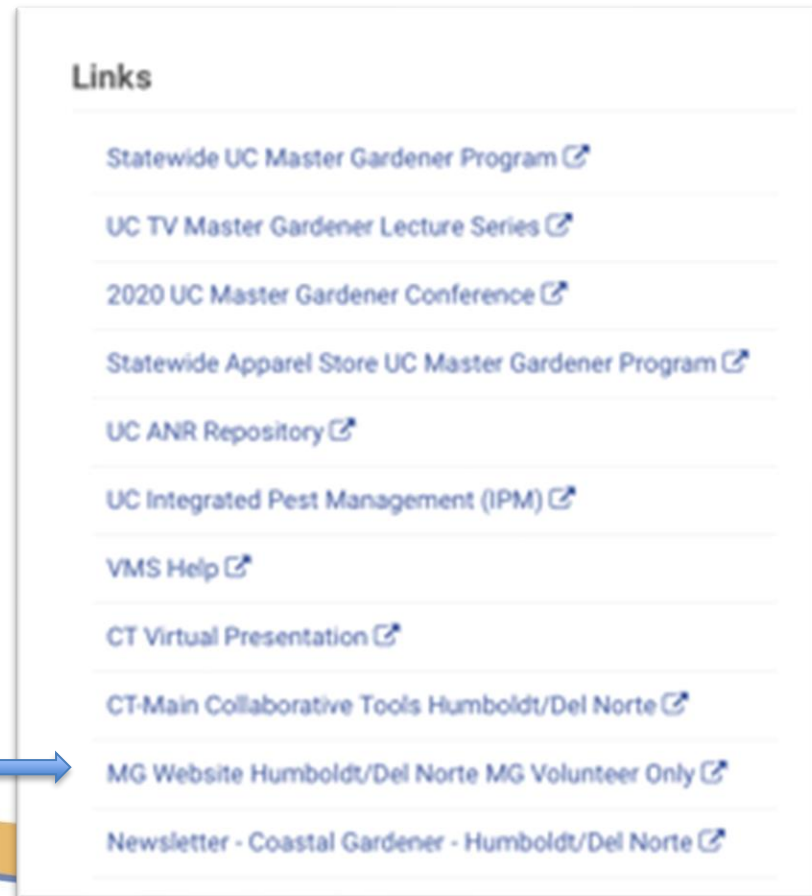 Links
Statewide UC Master Gardener Program
UC TV Master Gardener Lecture Series
2020 UC Master Gardener Conference
Statewide Apparel Store UC Master Gardener Program
UC ANR Repository
UC Integrated Pest Management (IPM)
VMS Help
CT Virtual Presentation
CT-Main Collaborative Tools Humboldt/Del Norte
MG Website Humboldt/Del Norte MG Volunteer Only
Newsletter - Coastal Gardener - Humboldt/Del Norte